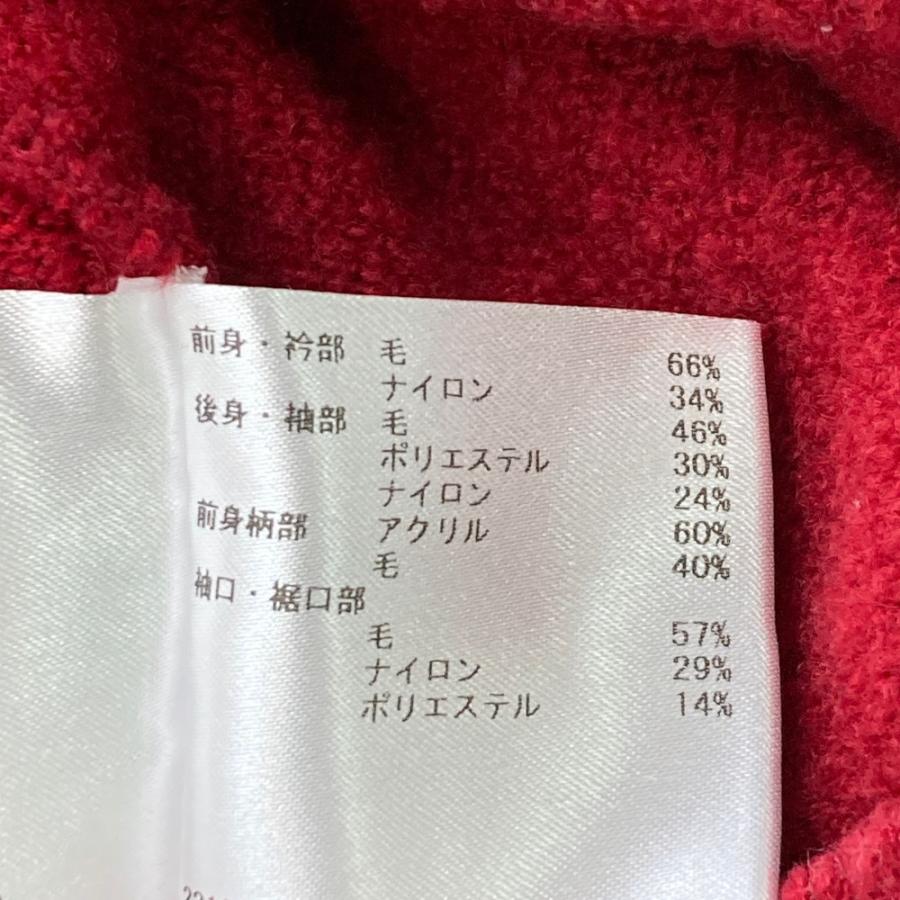 前身・衿部 毛 66%
ナイロン 34%
後身・袖部 毛 46%
ポリエステル 30%
ナイロン 24%
前身柄部 アクリル 60%
毛 40%
袖口・裾口部
毛 57%
ナイロン 29%
ポリエステル 14%